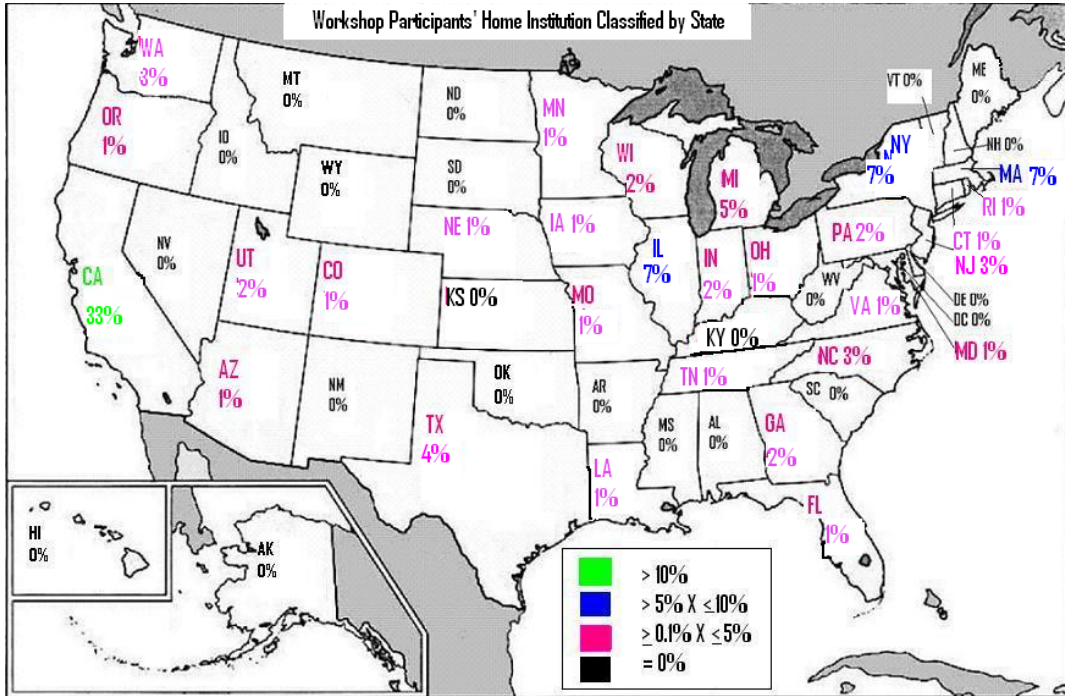 Workshop Participants' Home Institution Classified by State
WA
3%
MT
0%
ND
0%
MN
1%
VT 0%
ME
0%
OR
1%
ID
0%
WY
0%
SD
0%
WI
2%
MI
5%
NY
7%
NH 0%
MA 7%
RI 1%
CT 1%
NJ 3%
NV
0%
UT
2%
CO
1%
NE 1%
IA 1%
IL
7%
IN
2%
OH
1%
PA 2%
WV
0%
VA 1%
DE 0%
DC 0%
MD 1%
CA
33%
KS 0%
MO
1%
KY 0%
AZ
1%
NM
0%
OK
0%
AR
0%
TN 1%
NC 3%
SC
0%
TX
4%
LA
1%
MS
0%
AL
0%
GA
2%
FL
1%
HI
0%
AK
0%
> 10%
> 5% X ≤10%
≥ 0.1% X ≤5%
= 0%